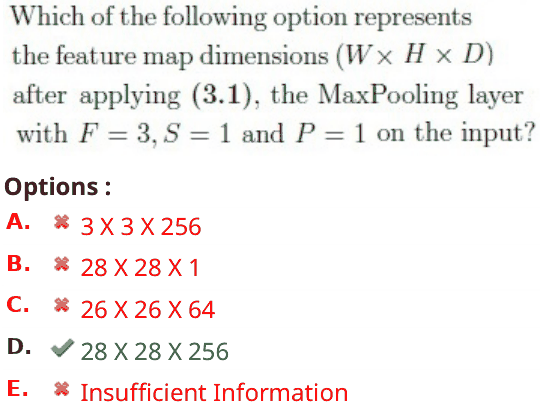 Which of the following option represents
the feature map dimensions (W × H × D)
after applying (3.1), the MaxPooling layer
with F = 3, S = 1 and P = 1 on the input?
Options :
A. ✖ 3 X 3 X 256
B. ✖ 28 X 28 X 1
C. ✖ 26 X 26 X 64
D. ✔ 28 X 28 X 256
E. ✖ Insufficient Information